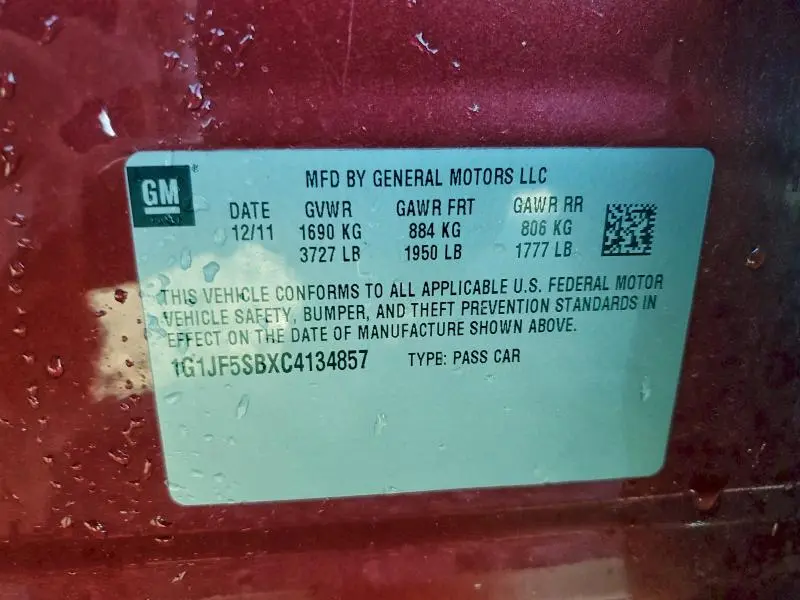 GM
MFD BY GENERAL MOTORS LLC
DATE GVWR GAWR FRT GAWR RR
12/11 1690 KG 884 KG 806 KG
3727 LB 1950 LB 1777 LB
THIS VEHICLE CONFORMS TO ALL APPLICABLE U.S. FEDERAL MOTOR
VEHICLE SAFETY, BUMPER, AND THEFT PREVENTION STANDARDS IN
EFFECT ON THE DATE OF MANUFACTURE SHOWN ABOVE.
1G1JF5SBXC4134857 TYPE: PASS CAR